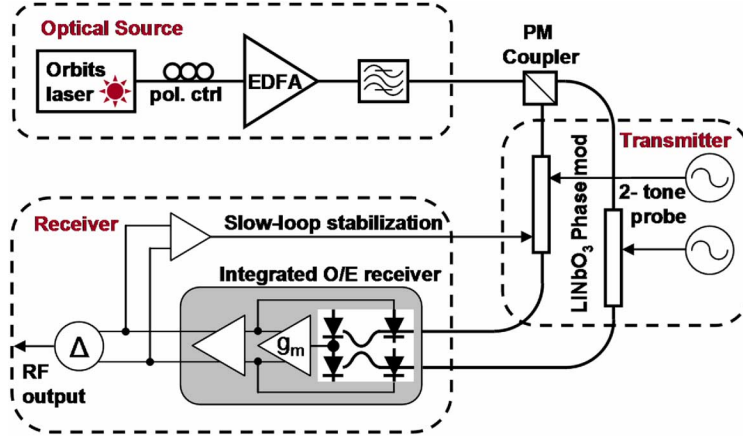 Optical Source
Orbits
laser
pol. ctrl
EDFA
PM
Coupler
Transmitter
LiNbO3 Phase mod
2- tone
probe
Receiver
Slow-loop stabilization
Integrated O/E receiver
gm
Δ
RF
output